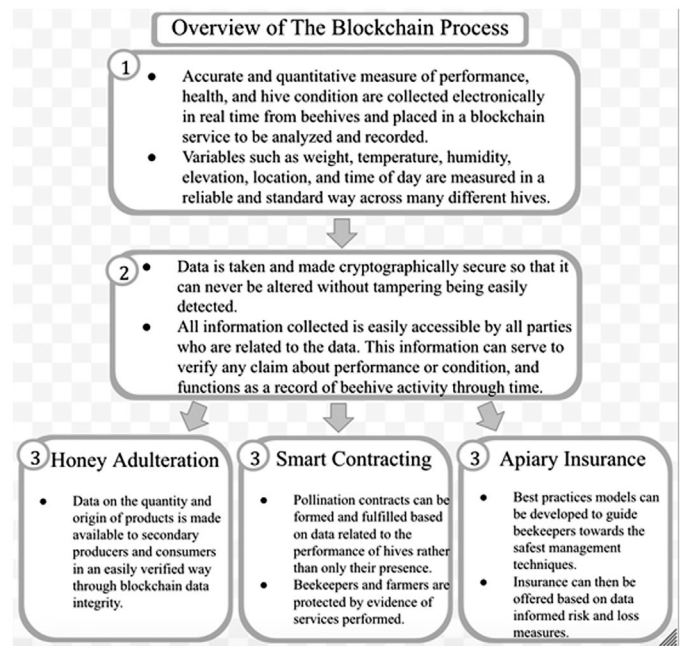 Overview of The Blockchain Process
1
• Accurate and quantitative measure of performance,
health, and hive condition are collected electronically
in real time from beehives and placed in a blockchain
service to be analyzed and recorded.
• Variables such as weight, temperature, humidity,
elevation, location, and time of day are measured in a
reliable and standard way across many different hives.
2
• Data is taken and made cryptographically secure so that it
can never be altered without tampering being easily
detected.
• All information collected is easily accessible by all parties
who are related to the data. This information can serve to
verify any claim about performance or condition, and
functions as a record of beehive activity through time.
3 Honey Adulteration
• Data on the quantity and
origin of products is made
available to secondary
producers and consumers
in an easily verified way
through blockchain data
integrity.
3 Smart Contracting
• Pollination contracts can be
formed and fulfilled based
on data related to the
performance of hives rather
than only their presence.
• Beekeepers and farmers are
protected by evidence of
services performed.
3 Apiary Insurance
• Best practices models can
be developed to guide
beekeepers towards the
safest management
techniques.
• Insurance can then be
offered based on data
informed risk and loss
measures.